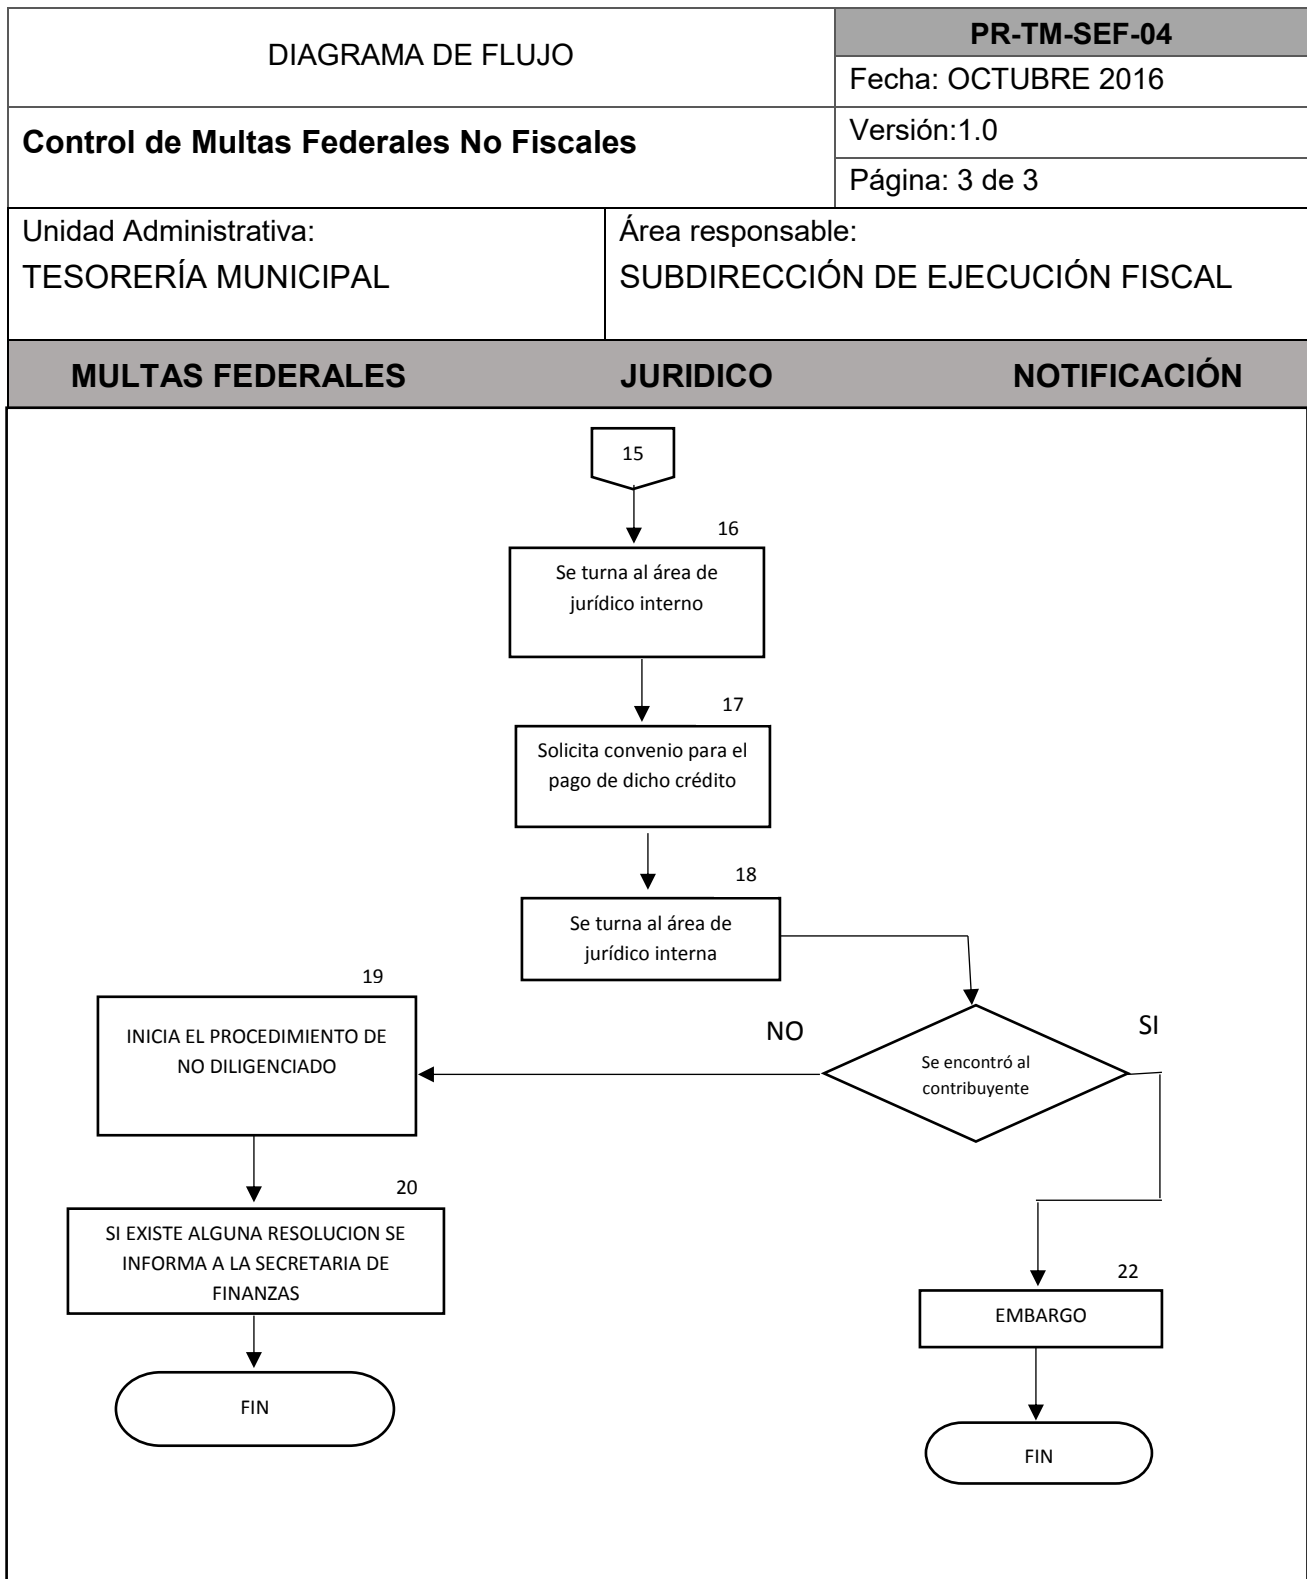 DIAGRAMA DE FLUJO
PR-TM-SEF-04
Fecha: OCTUBRE 2016
Control de Multas Federales No Fiscales
Versión:1.0
Página: 3 de 3
Unidad Administrativa:
TESORERÍA MUNICIPAL
Área responsable:
SUBDIRECCIÓN DE EJECUCIÓN FISCAL
MULTAS FEDERALES
JURIDICO
NOTIFICACIÓN
15
16
Se turna al área de
jurídico interno
17
Solicita convenio para el
pago de dicho crédito
18
Se turna al área de
jurídico interna
19
INICIA EL PROCEDIMIENTO DE
NO DILIGENCIADO
NO
SI
Se encontró al
contribuyente
20
SI EXISTE ALGUNA RESOLUCION SE
INFORMA A LA SECRETARIA DE
FINANZAS
22
EMBARGO
FIN
FIN